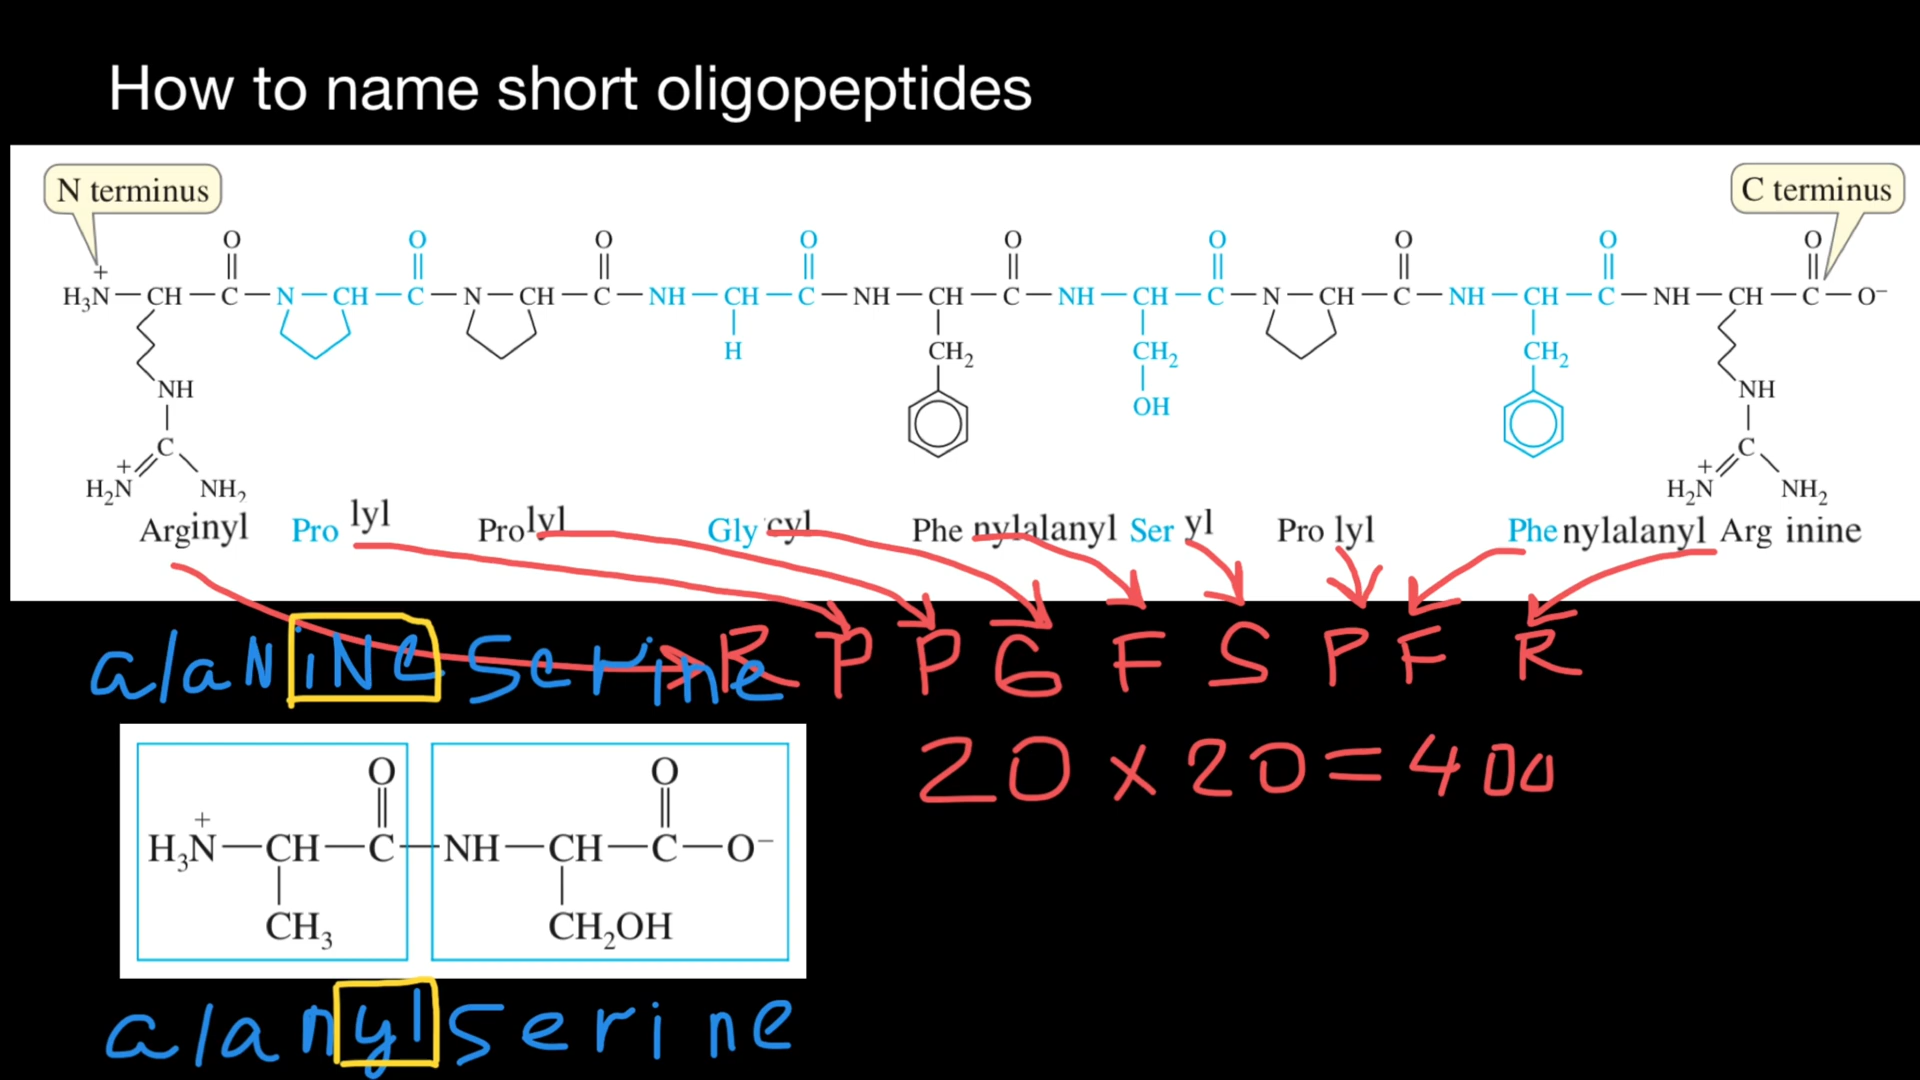 How to name short oligopeptides
N terminus
C terminus
O O O O O O O O O
+
H₃N—CH—C—N—CH—C—N—CH—C—NH—CH—C—NH—CH—C—NH—CH—C—N—CH—C—NH—CH—C—NH—CH—C—O⁻
H CH₂ CH₂ CH₂
NH OH NH
C C
+ +
H₂N NH₂ H₂N NH₂
Arginyl Pro lyl Prolyl Gly cyl Phe nylalanyl Ser yl Pro lyl Phe nylalanyl Arg inine
alaNiNe Serine R P P G F S P F R
20 × 20 = 400
O O
+
H₃N—CH—C—NH—CH—C—O⁻
CH₃ CH₂OH
alanylserine